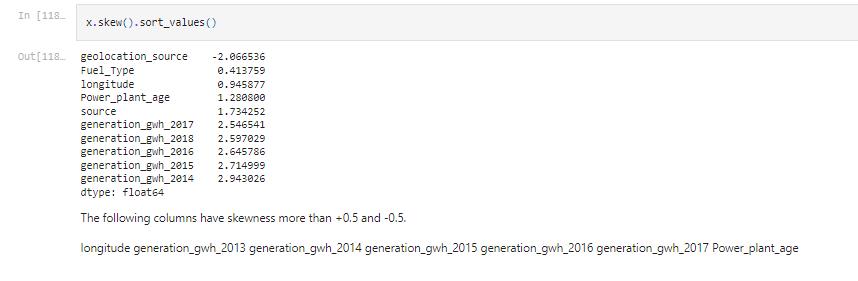 In [118…
x.skew().sort_values()
Out[118…
geolocation_source -2.066536
Fuel_Type 0.413759
longitude 0.945877
Power_plant_age 1.280800
source 1.734252
generation_gwh_2017 2.546541
generation_gwh_2018 2.597029
generation_gwh_2016 2.645786
generation_gwh_2015 2.714999
generation_gwh_2014 2.943026
dtype: float64
The following columns have skewness more than +0.5 and -0.5.
longitude generation_gwh_2013 generation_gwh_2014 generation_gwh_2015 generation_gwh_2016 generation_gwh_2017 Power_plant_age